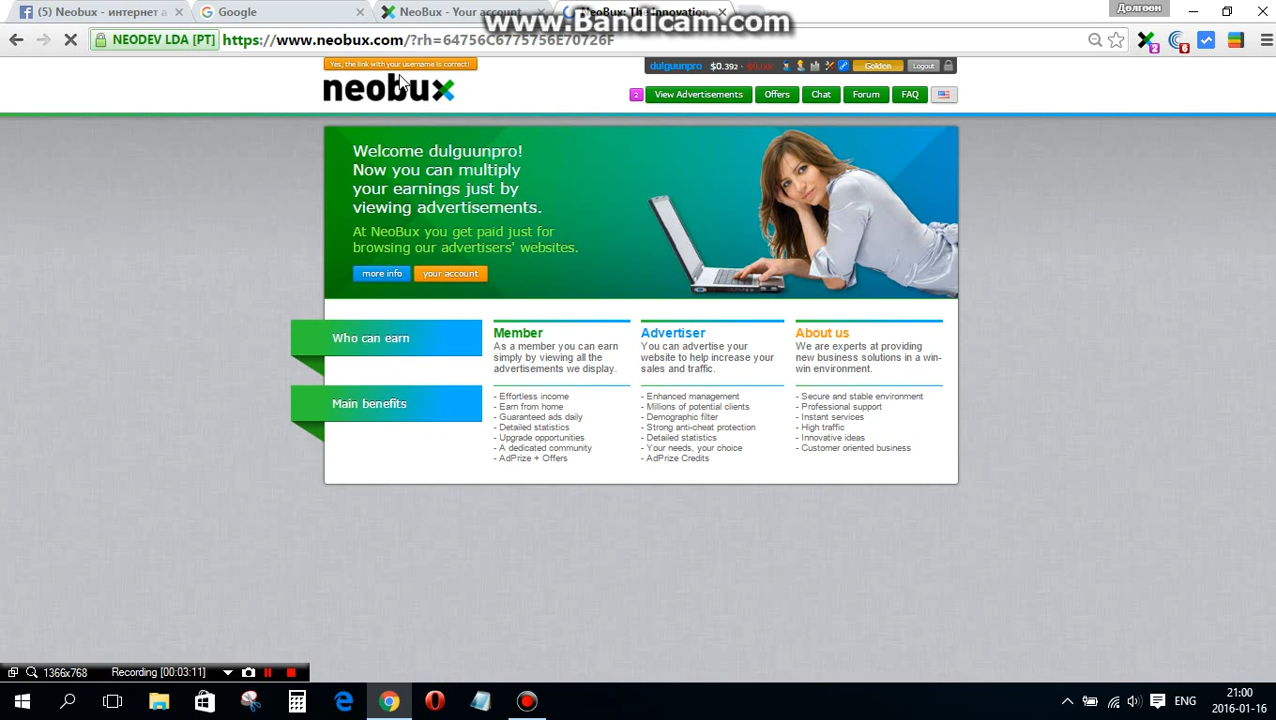 (5) Neobux - интернет а
Google
NeoBux - Your account
www.Bandicam.com
Долгоон
NEODEV LDA [PT]
https://www.neobux.com/?rh=64756C6775756E70726F
2
6
Yes, the link with your username is correct!
neobux
dulguunpro $0.392
Golden
Logout
2
View Advertisements
Offers
Chat
Forum
FAQ
Welcome dulguunpro!
Now you can multiply
your earnings just by
viewing advertisements.
At NeoBux you get paid just for
browsing our advertisers' websites.
more info
your account
Who can earn
Main benefits
Member
As a member you can earn
simply by viewing all the
advertisements we display.
- Effortless income
- Earn from home
- Guaranteed ads daily
- Detailed statistics
- Upgrade opportunities
- A dedicated community
- AdPrize + Offers
Advertiser
You can advertise your
website to help increase your
sales and traffic.
- Enhanced management
- Millions of potential clients
- Demographic filter
- Strong anti-cheat protection
- Detailed statistics
- Your needs, your choice
- AdPrize Credits
About us
We are experts at providing
new business solutions in a win-
win environment.
- Secure and stable environment
- Professional support
- Instant services
- High traffic
- Innovative ideas
- Customer oriented business
1366x768
Recording [00:03:11]
ENG
21:00
2016-01-16